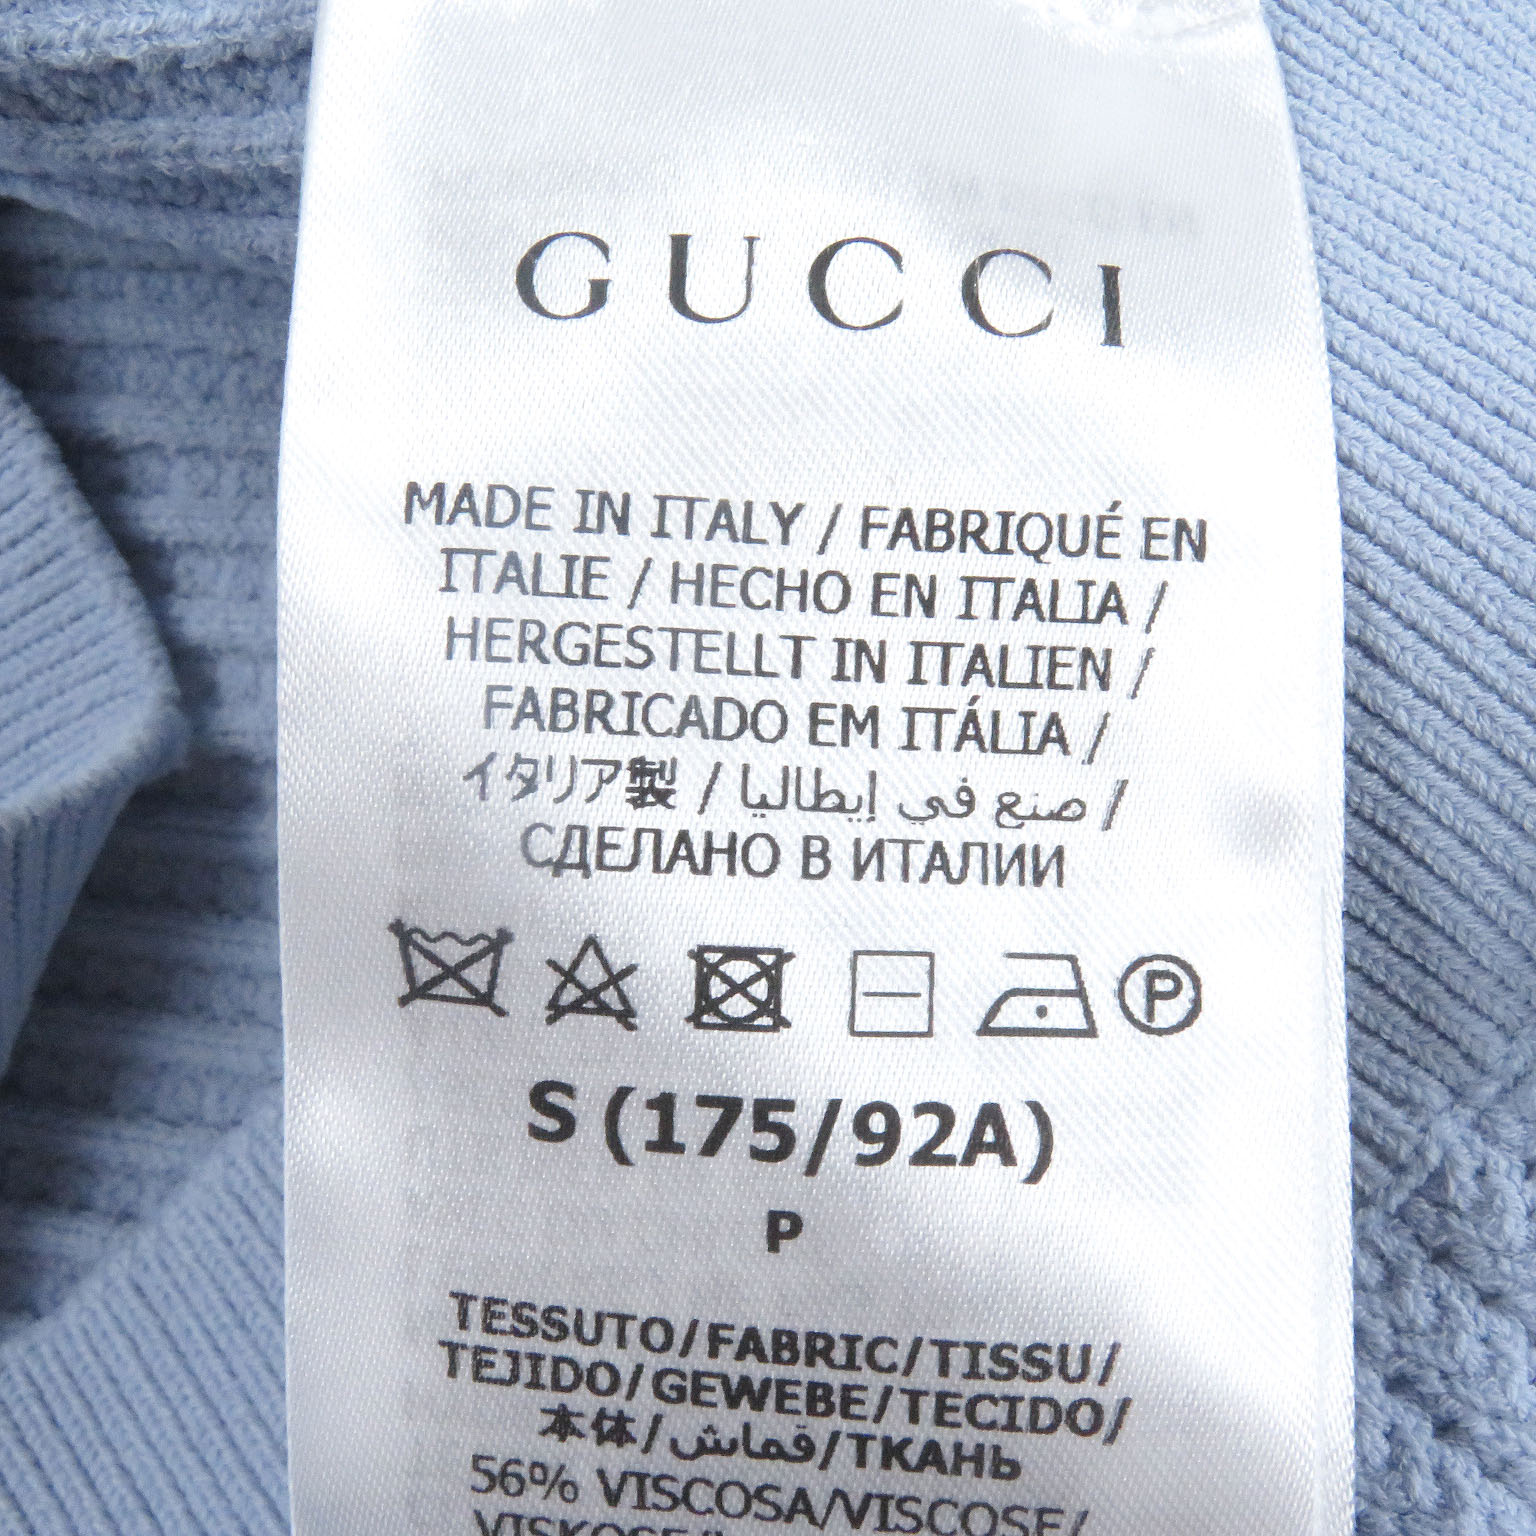 GUCCI
MADE IN ITALY / FABRIQUÉ EN
ITALIE / HECHO EN ITALIA /
HERGESTELLT IN ITALIEN /
FABRICADO EM ITÁLIA /
イタリア製 / صنع في إيطاليا /
СДЕЛАНО В ИТАЛИИ
P
S (175/92A)
P
TESSUTO/FABRIC/TISSU/
TEJIDO/GEWEBE/TECIDO/
本体/قماش/ТКАНЬ
56% VISCOSA/VISCOSE/
VISKOSE/